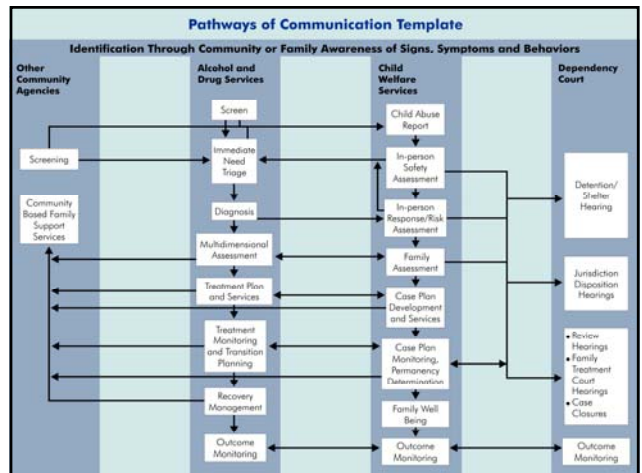 Pathways of Communication Template
Identification Through Community or Family Awareness of Signs, Symptoms and Behaviors
Other
Community
Agencies
Alcohol and
Drug Services
Child
Welfare
Services
Dependency
Court
Screening
Community
Based Family
Support
Services
Screen
Immediate
Need
Triage
Diagnosis
Multidimensional
Assessment
Treatment Plan
and Services
Treatment
Monitoring
and Transition
Planning
Recovery
Management
Outcome
Monitoring
Child Abuse
Report
In-person
Safety
Assessment
In-person
Response/Risk
Assessment
Family
Assessment
Case Plan
Development
and Services
Case Plan
Monitoring,
Permanency
Determination
Family Well
Being
Outcome
Monitoring
Detention/
Shelter
Hearing
Jurisdiction
Disposition
Hearings
• Review
Hearings
• Family
Treatment
Court
Hearings
• Case
Closures
Outcome
Monitoring